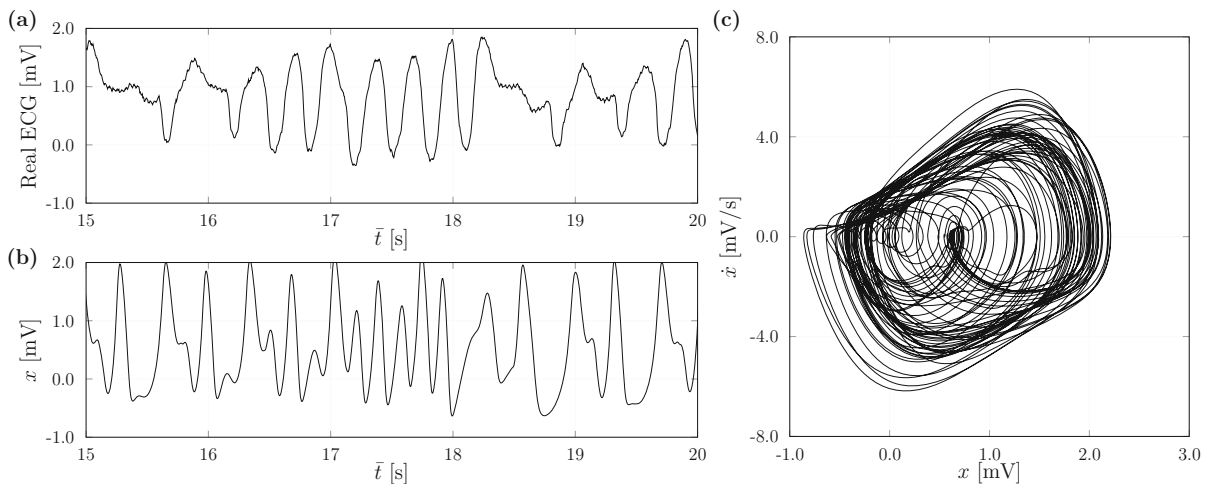 (a)
2.0
1.0
0.0
-1.0
Real ECG [mV]
15 16 17 18 19 20
t̄ [s]
(b)
2.0
1.0
0.0
-1.0
x [mV]
15 16 17 18 19 20
t̄ [s]
(c)
8.0
4.0
0.0
-4.0
-8.0
ẋ [mV/s]
-1.0 0.0 1.0 2.0 3.0
x [mV]